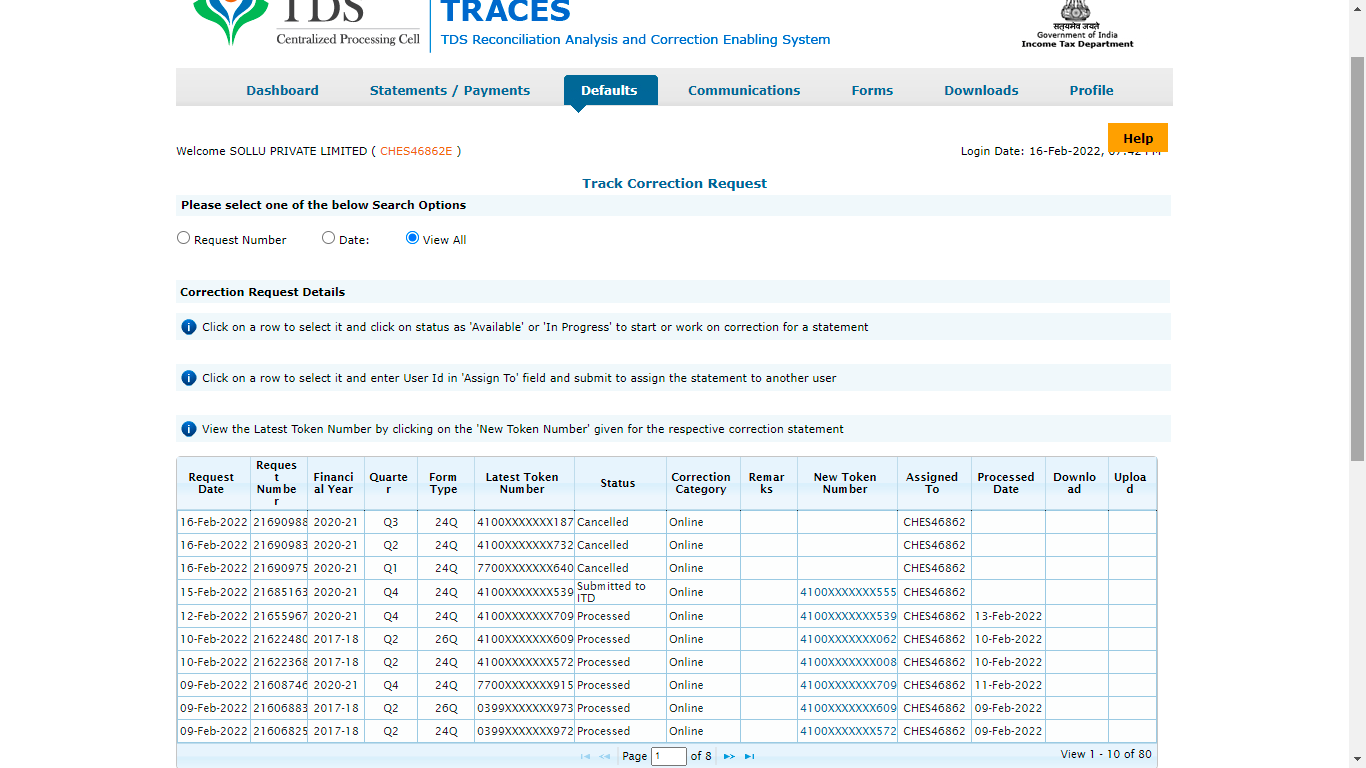 TDS
Centralized Processing Cell
TRACES
TDS Reconciliation Analysis and Correction Enabling System
सत्यमेव जयते
Government of India
Income Tax Department
Dashboard Statements / Payments Defaults Communications Forms Downloads Profile
Help
Welcome SOLLU PRIVATE LIMITED ( CHES46862E ) Login Date: 16-Feb-2022,
Track Correction Request
Please select one of the below Search Options
Request Number Date: View All
Correction Request Details
Click on a row to select it and click on status as 'Available' or 'In Progress' to start or work on correction for a statement
Click on a row to select it and enter User Id in 'Assign To' field and submit to assign the statement to another user
View the Latest Token Number by clicking on the 'New Token Number' given for the respective correction statement
Request Date Request Number Financial Year Quarter Form Type Latest Token Number Status Correction Category Remarks New Token Number Assigned To Processed Date Download Upload
16-Feb-2022 21690988 2020-21 Q3 24Q 4100XXXXXXX187 Cancelled Online CHES46862
16-Feb-2022 21690983 2020-21 Q2 24Q 4100XXXXXXX732 Cancelled Online CHES46862
16-Feb-2022 21690975 2020-21 Q1 24Q 7700XXXXXXX640 Cancelled Online CHES46862
15-Feb-2022 21685163 2020-21 Q4 24Q 4100XXXXXXX539 Submitted to ITD Online 4100XXXXXXX555 CHES46862
12-Feb-2022 21655967 2020-21 Q4 24Q 4100XXXXXXX709 Processed Online 4100XXXXXXX539 CHES46862 13-Feb-2022
10-Feb-2022 21622480 2017-18 Q2 26Q 4100XXXXXXX609 Processed Online 4100XXXXXXX062 CHES46862 10-Feb-2022
10-Feb-2022 21622368 2017-18 Q2 24Q 4100XXXXXXX572 Processed Online 4100XXXXXXX008 CHES46862 10-Feb-2022
09-Feb-2022 21608746 2020-21 Q4 24Q 7700XXXXXXX915 Processed Online 4100XXXXXXX709 CHES46862 11-Feb-2022
09-Feb-2022 21606883 2017-18 Q2 26Q 0399XXXXXXX973 Processed Online 4100XXXXXXX609 CHES46862 09-Feb-2022
09-Feb-2022 21606825 2017-18 Q2 24Q 0399XXXXXXX972 Processed Online 4100XXXXXXX572 CHES46862 09-Feb-2022
Page 1 of 8 View 1 - 10 of 80